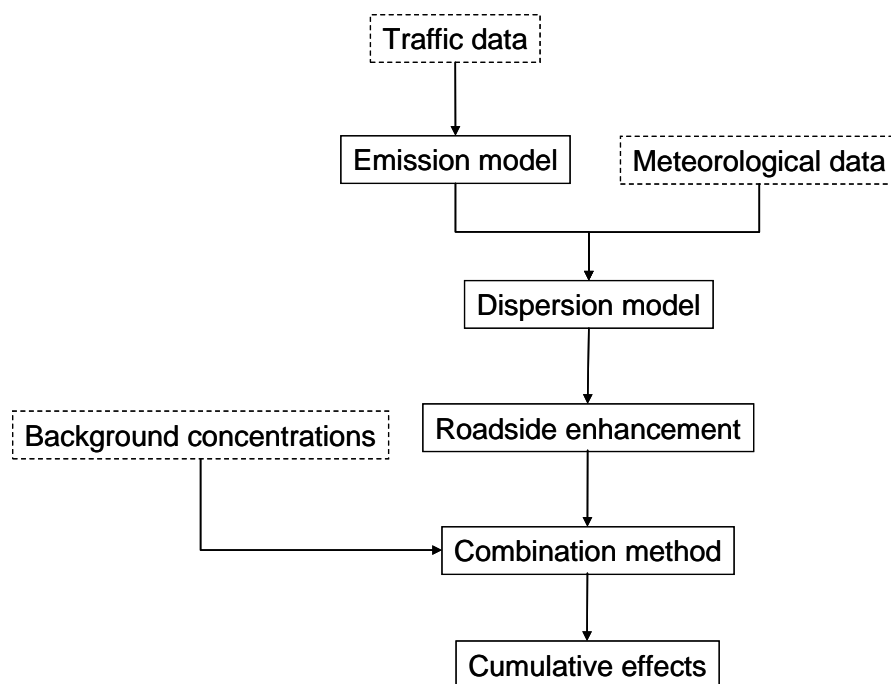 Traffic data
Emission model
Meteorological data
Dispersion model
Roadside enhancement
Background concentrations
Combination method
Cumulative effects